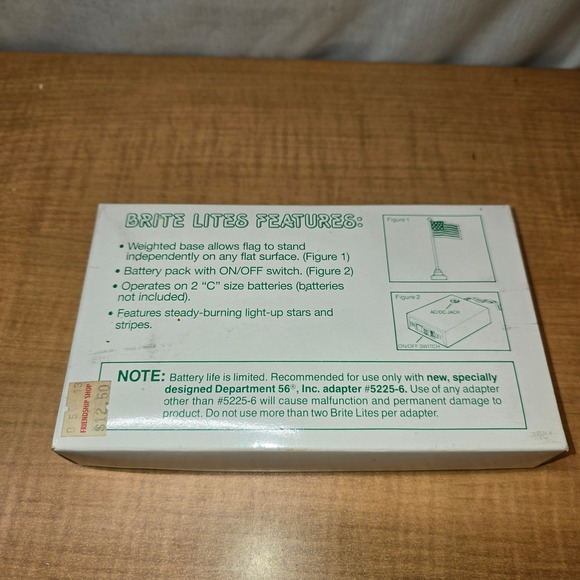 BRITE LITES FEATURES:
• Weighted base allows flag to stand
independently on any flat surface. (Figure 1)
• Battery pack with ON/OFF switch. (Figure 2)
• Operates on 2 "C" size batteries (batteries
not included).
• Features steady-burning light-up stars and
stripes.
Figure 1
Figure 2
AC/DC JACK
ON/OFF SWITCH
NOTE: Battery life is limited. Recommended for use only with new, specially
designed Department 56®, Inc. adapter #5225-6. Use of any adapter
other than #5225-6 will cause malfunction and permanent damage to
product. Do not use more than two Brite Lites per adapter.
FRIENDSHIP SHOP
$12.50